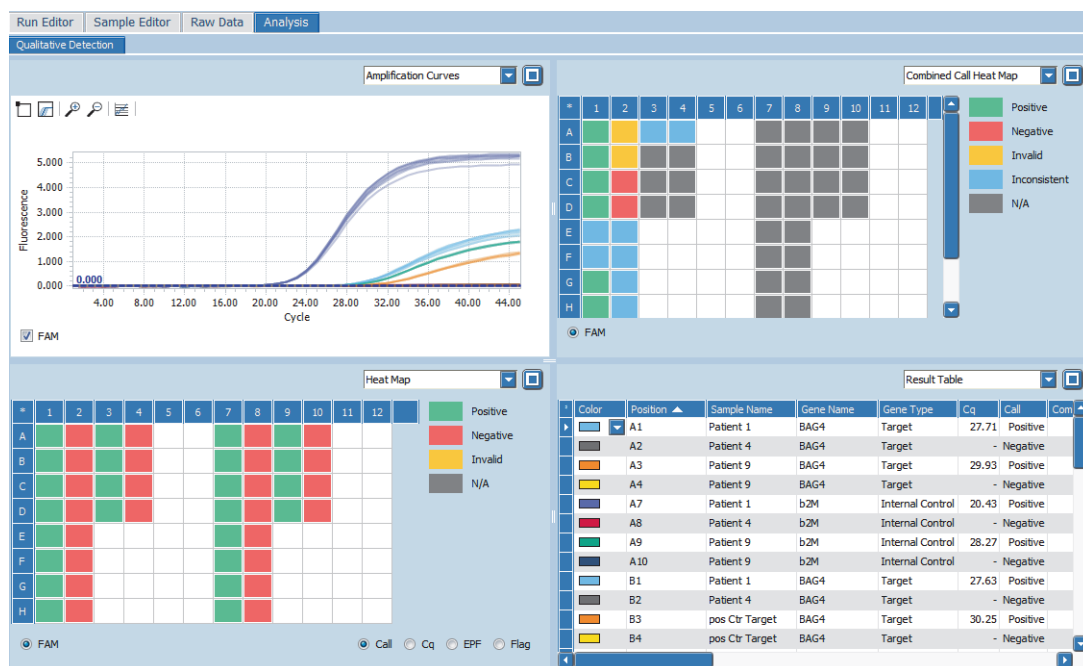 Run Editor Sample Editor Raw Data Analysis
Qualitative Detection
Amplification Curves
5.000
4.000
3.000
2.000
1.000
0.000
0.000
Fluorescence
4.00 8.00 12.00 16.00 20.00 24.00 28.00 32.00 36.00 40.00 44.00
Cycle
FAM
Combined Call Heat Map
* 1 2 3 4 5 6 7 8 9 10 11 12
A
B
C
D
E
F
G
H
Positive
Negative
Invalid
Inconsistent
N/A
FAM
Heat Map
* 1 2 3 4 5 6 7 8 9 10 11 12
A
B
C
D
E
F
G
H
Positive
Negative
Invalid
N/A
FAM Call Cq EPF Flag
Result Table
Color Position Sample Name Gene Name Gene Type Cq Call Com
A1 Patient 1 BAG4 Target 27.71 Positive
A2 Patient 4 BAG4 Target - Negative
A3 Patient 9 BAG4 Target 29.93 Positive
A4 Patient 9 BAG4 Target - Negative
A7 Patient 1 b2M Internal Control 20.43 Positive
A8 Patient 4 b2M Internal Control - Negative
A9 Patient 9 b2M Internal Control 28.27 Positive
A10 Patient 9 b2M Internal Control - Negative
B1 Patient 1 BAG4 Target 27.63 Positive
B2 Patient 4 BAG4 Target - Negative
B3 pos Ctr Target BAG4 Target 30.25 Positive
B4 pos Ctr Target BAG4 Target - Negative